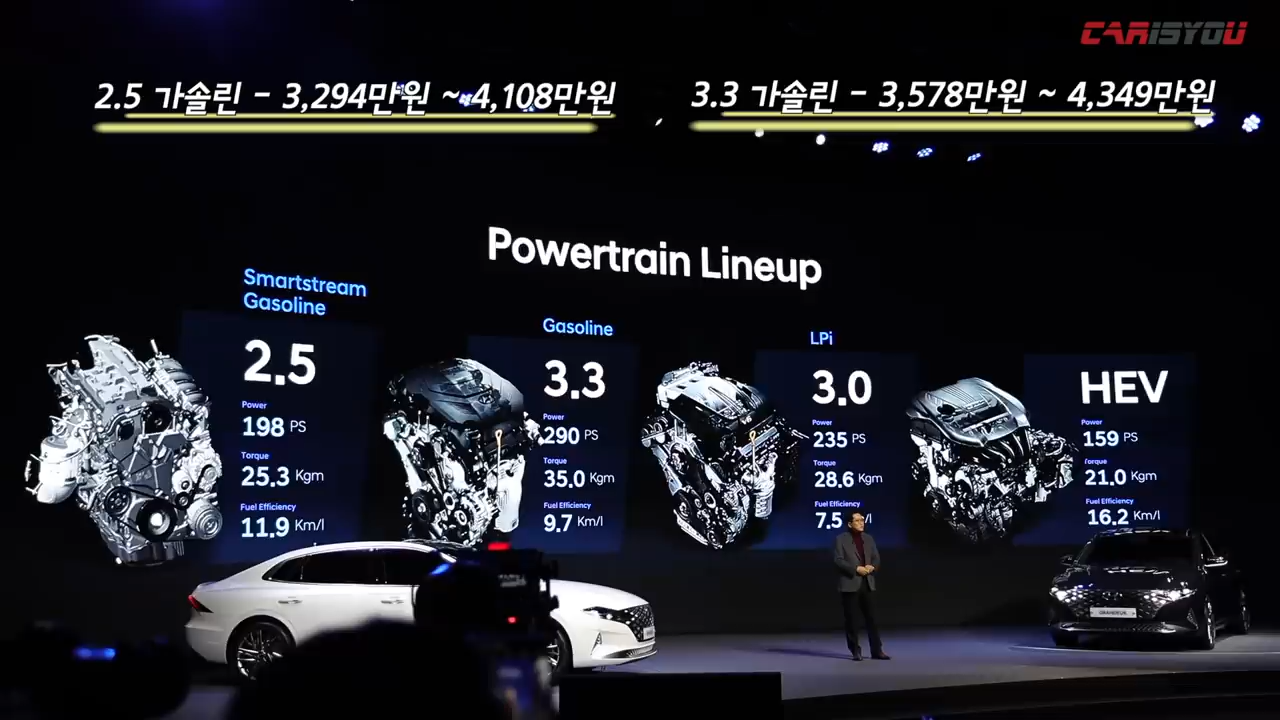 CARISYOU
2.5 가솔린 - 3,294만원 ~ 4,108만원
3.3 가솔린 - 3,578만원 ~ 4,349만원
Powertrain Lineup
Smartstream
Gasoline
2.5
Power
198 PS
Torque
25.3 Kgm
Fuel Efficiency
11.9 Km/l
Gasoline
3.3
Power
290 PS
Torque
35.0 Kgm
Fuel Efficiency
9.7 Km/l
LPi
3.0
Power
235 PS
Torque
28.6 Kgm
Fuel Efficiency
7.5
HEV
Power
159 PS
Torque
21.0 Kgm
Fuel Efficiency
16.2 Km/l
GRANDEUR